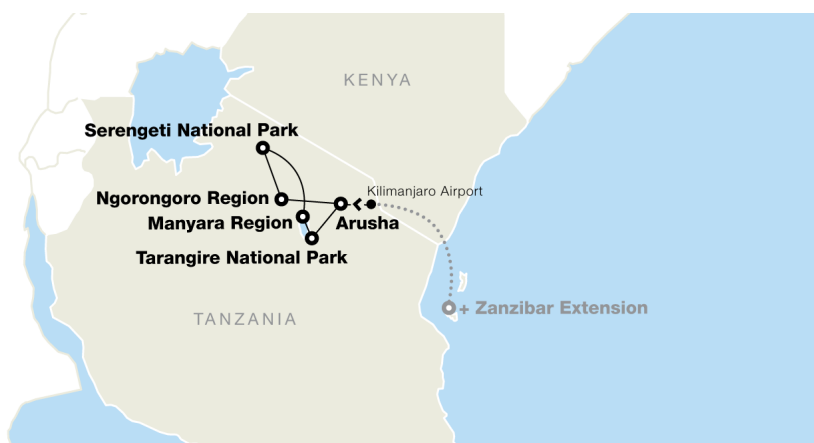 KENYA
Serengeti National Park
Kilimanjaro Airport
Ngorongoro Region
Manyara Region
Arusha
Tarangire National Park
+ Zanzibar Extension
TANZANIA